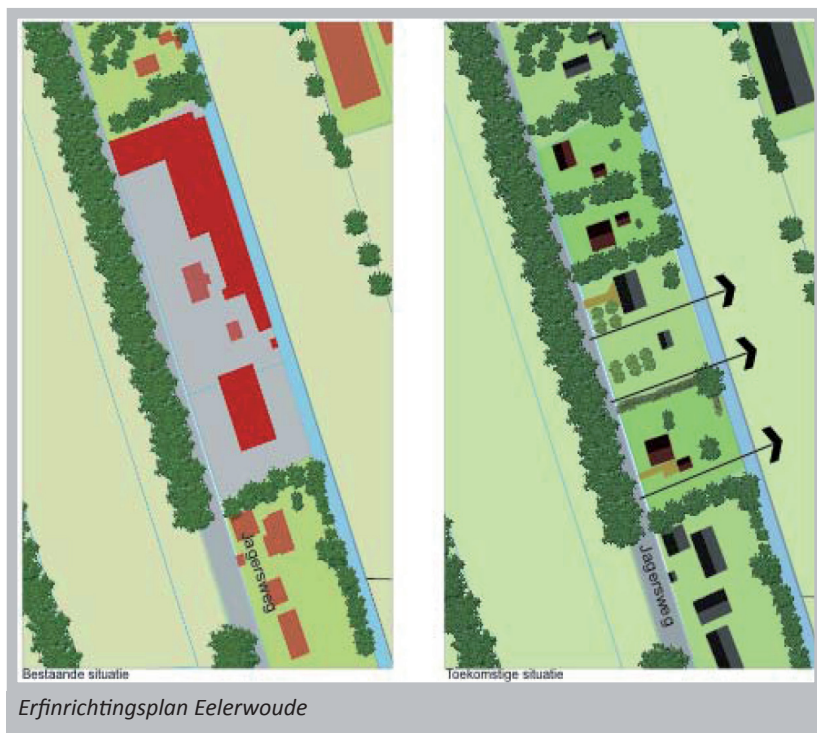 Jagersweg
Jagersweg
Bestaande situatie
Toekomstige situatie
Erfinrichtingsplan Eelerwoude